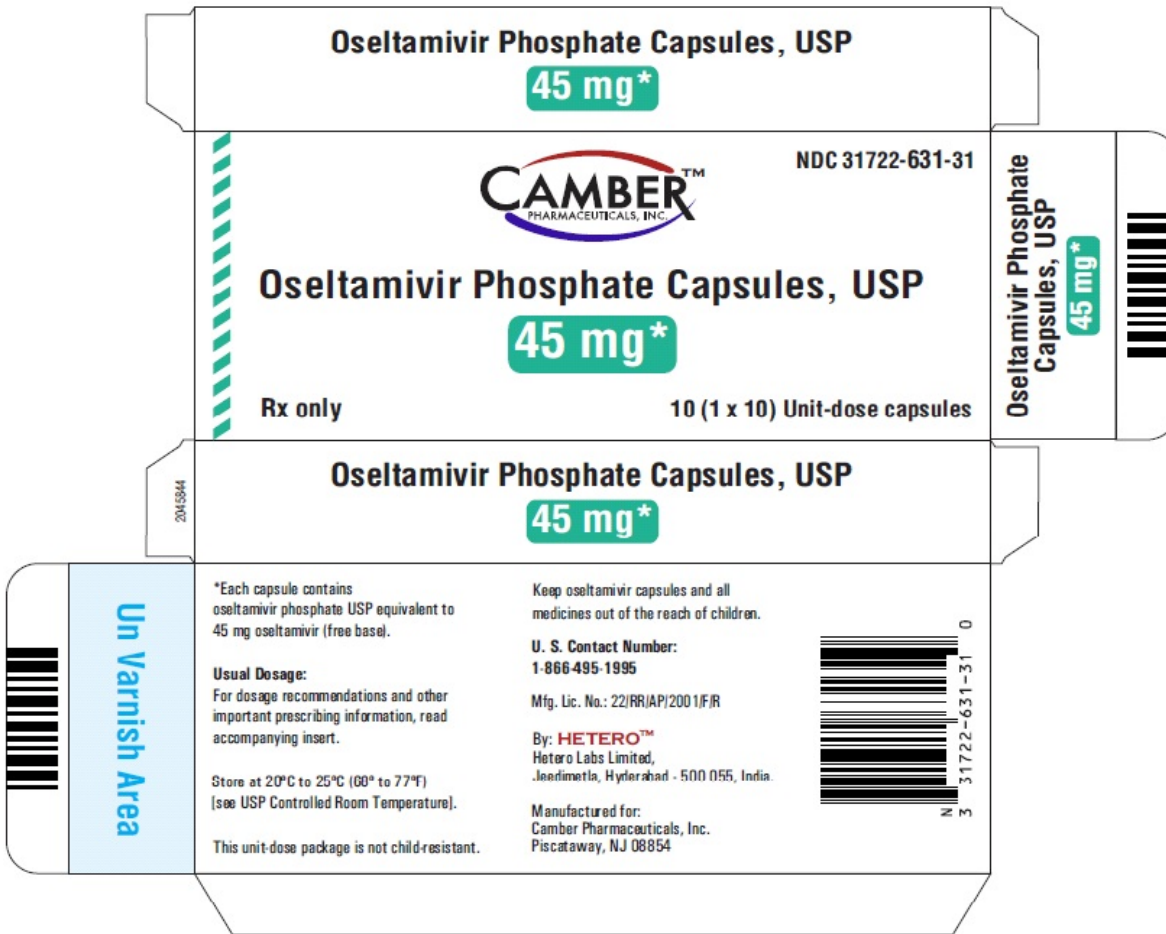 Oseltamivir Phosphate Capsules, USP
45 mg*
CAMBER™
PHARMACEUTICALS, INC.
NDC 31722-631-31
Oseltamivir Phosphate Capsules, USP
45 mg*
Rx only
10 (1 x 10) Unit-dose capsules
Oseltamivir Phosphate
Capsules, USP
45 mg*
2045844
Oseltamivir Phosphate Capsules, USP
45 mg*
Un Varnish Area
*Each capsule contains
oseltamivir phosphate USP equivalent to
45 mg oseltamivir (free base).
Usual Dosage:
For dosage recommendations and other
important prescribing information, read
accompanying insert.
Store at 20°C to 25°C (60° to 77°F)
[see USP Controlled Room Temperature].
This unit-dose package is not child-resistant.
Keep oseltamivir capsules and all
medicines out of the reach of children.
U. S. Contact Number:
1-866-495-1995
Mfg. Lic. No.: 22/RR/AP/2001/F/R
By: HETERO™
Hetero Labs Limited,
Jeedimetla, Hyderabad - 500 055, India.
Manufactured for:
Camber Pharmaceuticals, Inc.
Piscataway, NJ 08854
N
3 31722-631-31 0